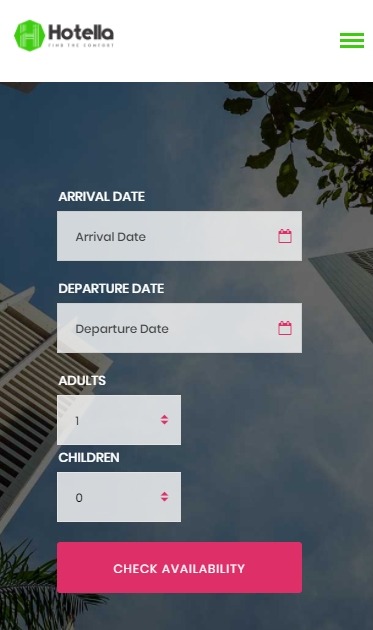 Hotella
FIND THE COMFORT
ARRIVAL DATE
Arrival Date
DEPARTURE DATE
Departure Date
ADULTS
1
CHILDREN
0
CHECK AVAILABILITY